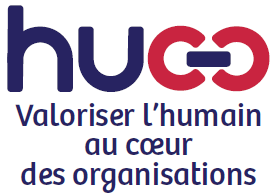 huco
Valoriser l'humain
au cœur
des organisations